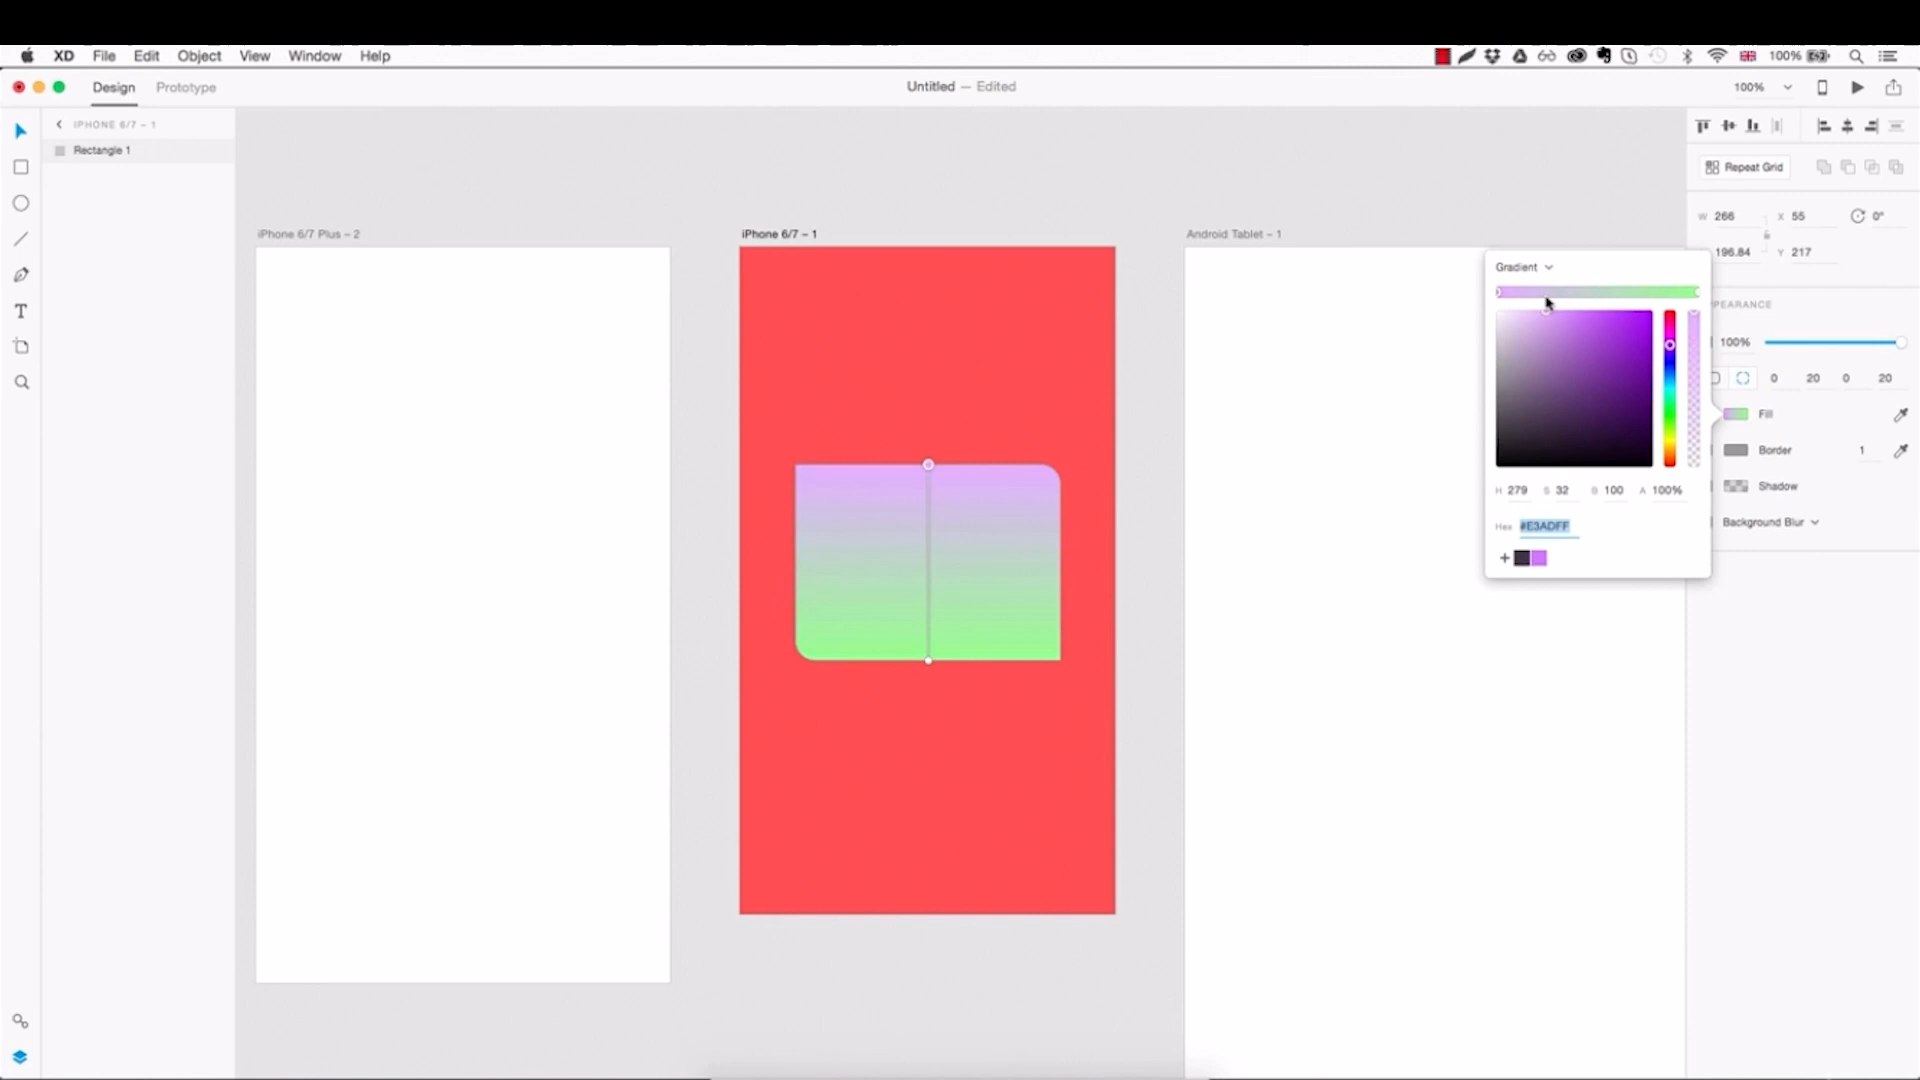 XD File Edit Object View Window Help 100%
Design Prototype Untitled — Edited 100%
IPHONE 6/7 – 1
Rectangle 1
Repeat Grid
W 266 X 55 0°
196.84 Y 217
iPhone 6/7 Plus – 2
iPhone 6/7 – 1
Android Tablet – 1
Gradient
PEARANCE
100%
0 20 0 20
Fill
Border 1
Shadow
Background Blur
H 279 S 32 B 100 A 100%
Hex #E3ADFF